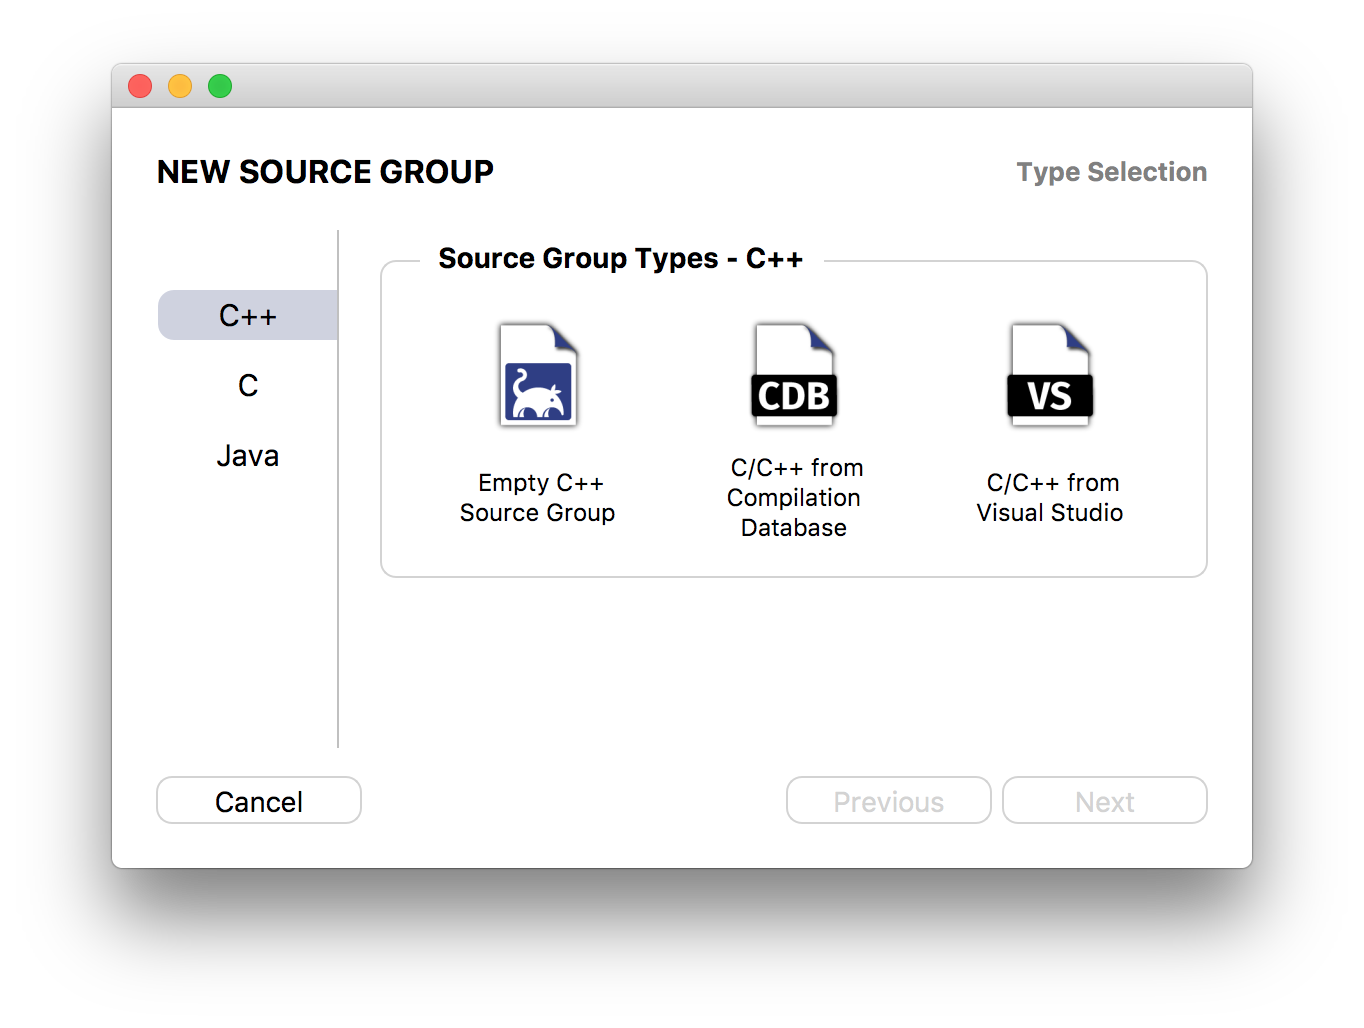 NEW SOURCE GROUP
Type Selection
C++
C
Java
Source Group Types - C++
CDB
VS
Empty C++
Source Group
C/C++ from
Compilation
Database
C/C++ from
Visual Studio
Cancel
Previous
Next